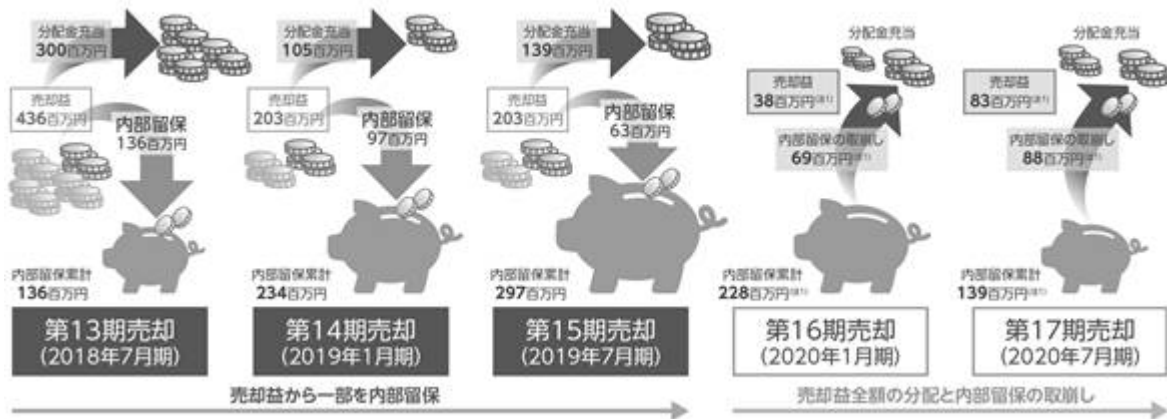 分配金充当
300百万円
売却益
436百万円
内部留保
136百万円
内部留保累計
136百万円
第13期売却
(2018年7月期)
分配金充当
105百万円
売却益
203百万円
内部留保
97百万円
内部留保累計
234百万円
第14期売却
(2019年1月期)
分配金充当
139百万円
売却益
203百万円
内部留保
63百万円
内部留保累計
297百万円
第15期売却
(2019年7月期)
分配金充当
売却益
38百万円(注1)
内部留保の取崩し
69百万円(注1)
内部留保累計
228百万円(注1)
第16期売却
(2020年1月期)
分配金充当
売却益
83百万円(注1)
内部留保の取崩し
88百万円(注1)
内部留保累計
139百万円(注1)
第17期売却
(2020年7月期)
売却益から一部を内部留保
売却益全額の分配と内部留保の取崩し